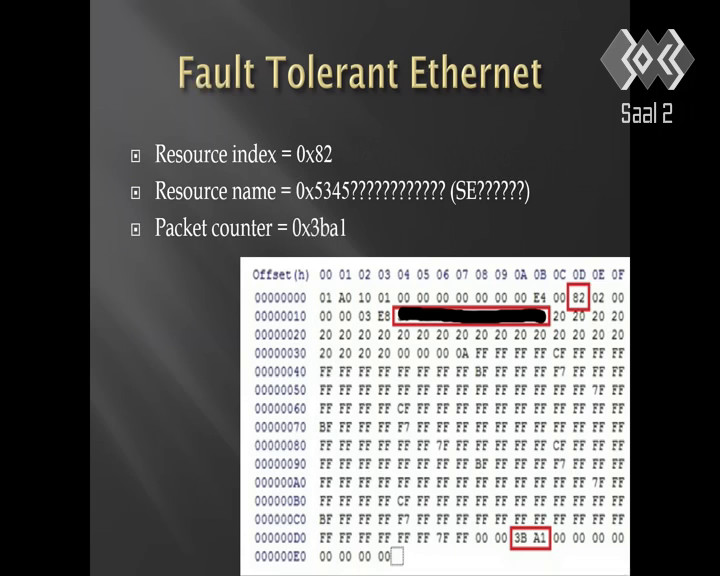 Fault Tolerant Ethernet
Saal 2
Resource index = 0x82
Resource name = 0x5345???????????? (SE??????)
Packet counter = 0x3ba1
Offset(h) 00 01 02 03 04 05 06 07 08 09 0A 0B 0C 0D 0E 0F
00000000 01 A0 10 01 00 00 00 00 00 00 00 E4 00 82 02 00
00000010 00 00 03 E8 20 20 20 20
00000020 20 20 20 20 20 20 20 20 20 20 20 20 20 20 20 20
00000030 20 20 20 20 00 00 00 0A FF FF FF FF CF FF FF FF
00000040 FF FF FF FF FF FF FF FF BF FF FF FF F7 FF FF FF
00000050 FF FF FF FF FF FF FF FF FF FF FF FF FF FF 7F FF
00000060 FF FF FF FF CF FF FF FF FF FF FF FF FF FF FF FF
00000070 BF FF FF FF F7 FF FF FF FF FF FF FF FF FF FF FF
00000080 FF FF FF FF FF FF 7F FF FF FF FF FF CF FF FF FF
00000090 FF FF FF FF FF FF FF FF BF FF FF FF F7 FF FF FF
000000A0 FF FF FF FF FF FF FF FF FF FF FF FF FF FF 7F FF
000000B0 FF FF FF FF CF FF FF FF FF FF FF FF FF FF FF FF
000000C0 BF FF FF FF F7 FF FF FF FF FF FF FF FF FF FF FF
000000D0 FF FF FF FF FF FF 7F FF 00 00 3B A1 00 00 00 00
000000E0 00 00 00 00